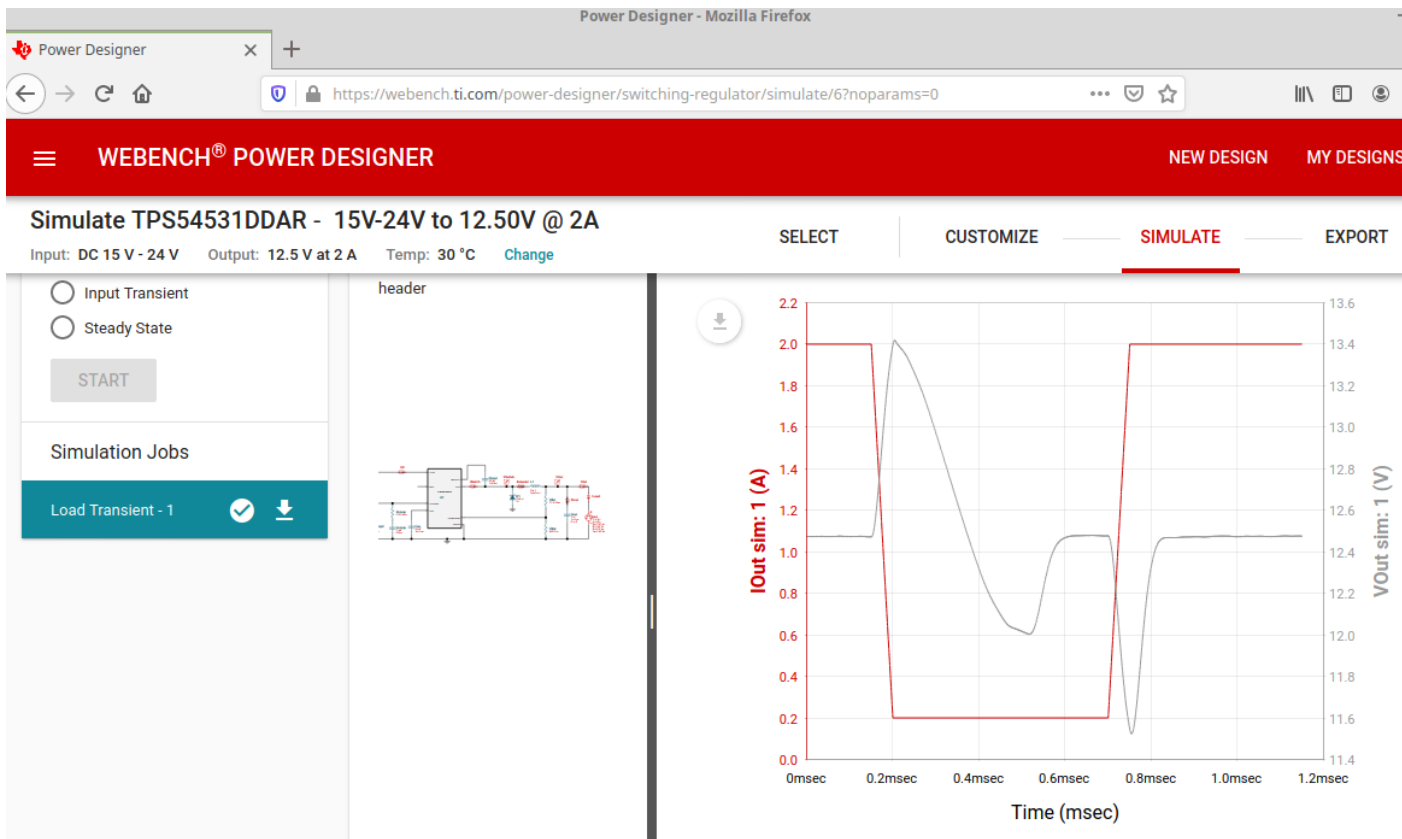 Power Designer - Mozilla Firefox
Power Designer
https://webench.ti.com/power-designer/switching-regulator/simulate/6?noparams=0
WEBENCH® POWER DESIGNER
NEW DESIGN
MY DESIGNS
Simulate TPS54531DDAR - 15V-24V to 12.50V @ 2A
Input: DC 15 V - 24 V Output: 12.5 V at 2 A Temp: 30 °C Change
SELECT
CUSTOMIZE
SIMULATE
EXPORT
Input Transient
Steady State
START
Simulation Jobs
Load Transient - 1
header
2.2
2.0
1.8
1.6
1.4
1.2
1.0
0.8
0.6
0.4
0.2
0.0
IOut sim: 1 (A)
13.6
13.4
13.2
13.0
12.8
12.6
12.4
12.2
12.0
11.8
11.6
11.4
VOut sim: 1 (V)
0msec 0.2msec 0.4msec 0.6msec 0.8msec 1.0msec 1.2msec
Time (msec)